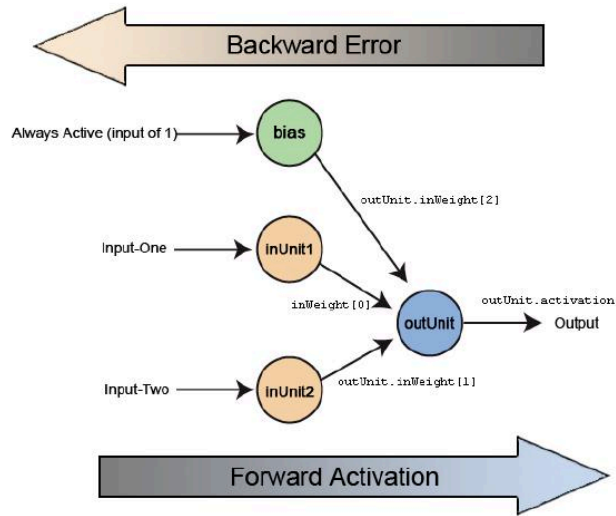 Backward Error
Always Active (input of 1)
bias
outUnit.inWeight[2]
Input-One
inUnit1
inWeight[0]
outUnit.activation
outUnit
Output
Input-Two
inUnit2
outUnit.inWeight[1]
Forward Activation